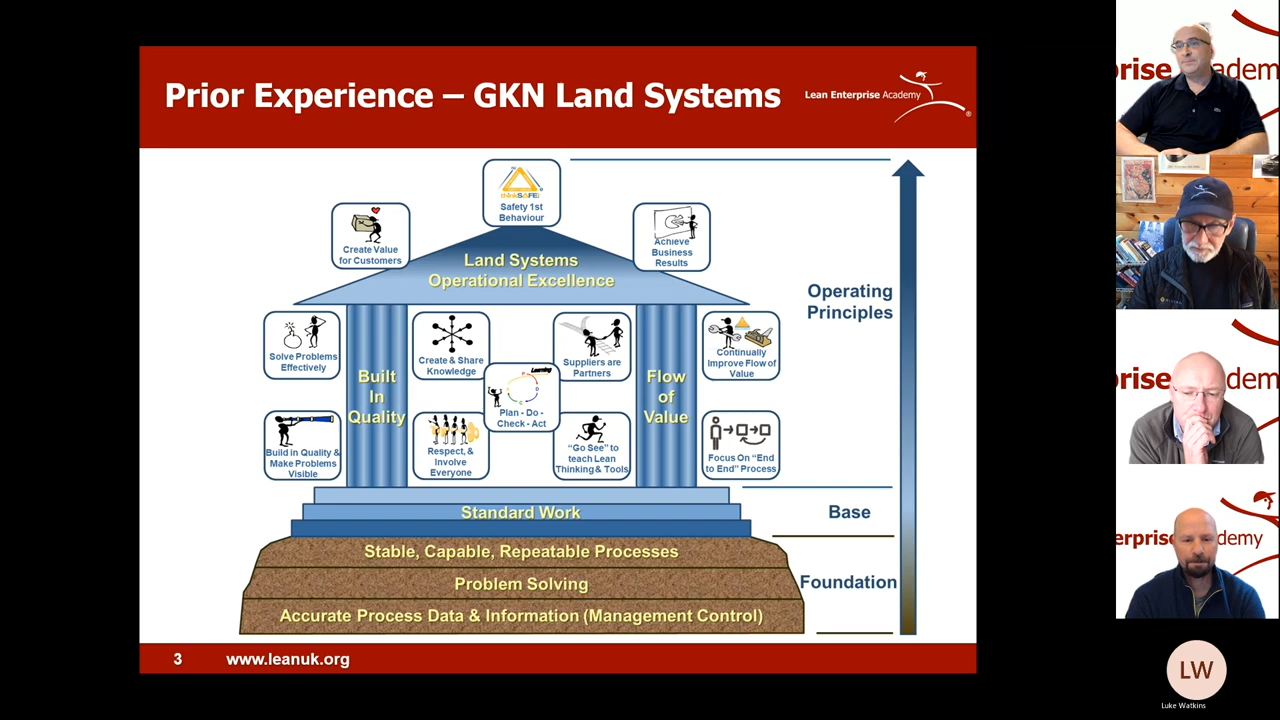 Prior Experience – GKN Land Systems
Lean Enterprise Academy
thinkSAFE!
Safety 1st
Behaviour
Create Value
for Customers
Achieve
Business
Results
Land Systems
Operational Excellence
Operating
Principles
Solve Problems
Effectively
Built
In
Quality
Create & Share
Knowledge
Learning
P
D
C
A
Plan - Do -
Check - Act
Suppliers are
Partners
Flow
of
Value
Continually
Improve Flow of
Value
Build in Quality &
Make Problems
Visible
Respect, &
Involve
Everyone
"Go See" to
teach Lean
Thinking & Tools
Focus On "End
to End" Process
Standard Work
Base
Stable, Capable, Repeatable Processes
Problem Solving
Foundation
Accurate Process Data & Information (Management Control)
3
www.leanuk.org
rise
dem
rise
dem
erprise
demy
LW
Luke Watkins